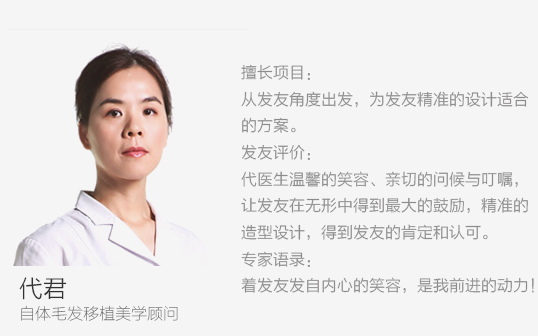 擅长项目:
从发友角度出发，为发友精准的设计适合
的方案。
发友评价:
代医生温馨的笑容、亲切的问候与叮嘱，
让发友在无形中得到最大的鼓励，精准的
造型设计，得到发友的肯定和认可。
专家语录:
着发友发自内心的笑容，是我前进的动力!
代君
自体毛发移植美学顾问